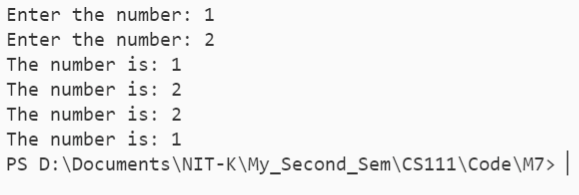 Enter the number: 1
Enter the number: 2
The number is: 1
The number is: 2
The number is: 2
The number is: 1
PS D:\Documents\NIT-K\My_Second_Sem\CS111\Code\M7>